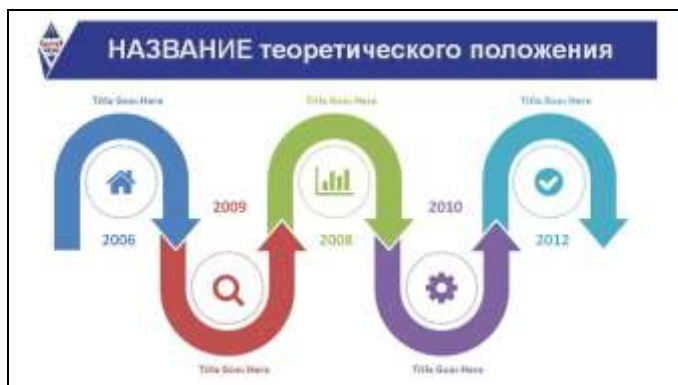 НАЗВАНИЕ теоретического положения
Title Goes Here
Title Goes Here
Title Goes Here
2009
2010
2006
2008
2012
Title Goes Here
Title Goes Here